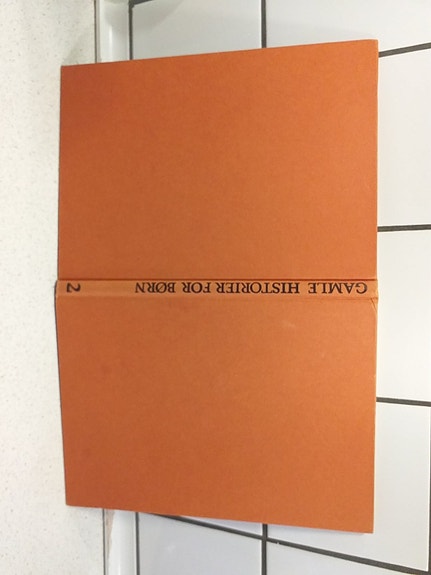 GAMLE HISTORIER FOR BØRN 2